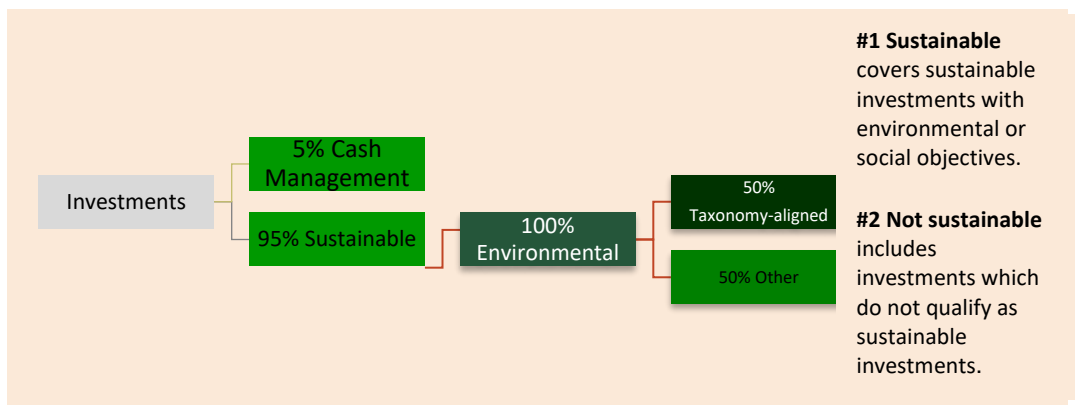 Investments
5% Cash
Management
95% Sustainable
100%
Environmental
50%
Taxonomy-aligned
50% Other
#1 Sustainable
covers sustainable
investments with
environmental or
social objectives.
#2 Not sustainable
includes
investments which
do not qualify as
sustainable
investments.